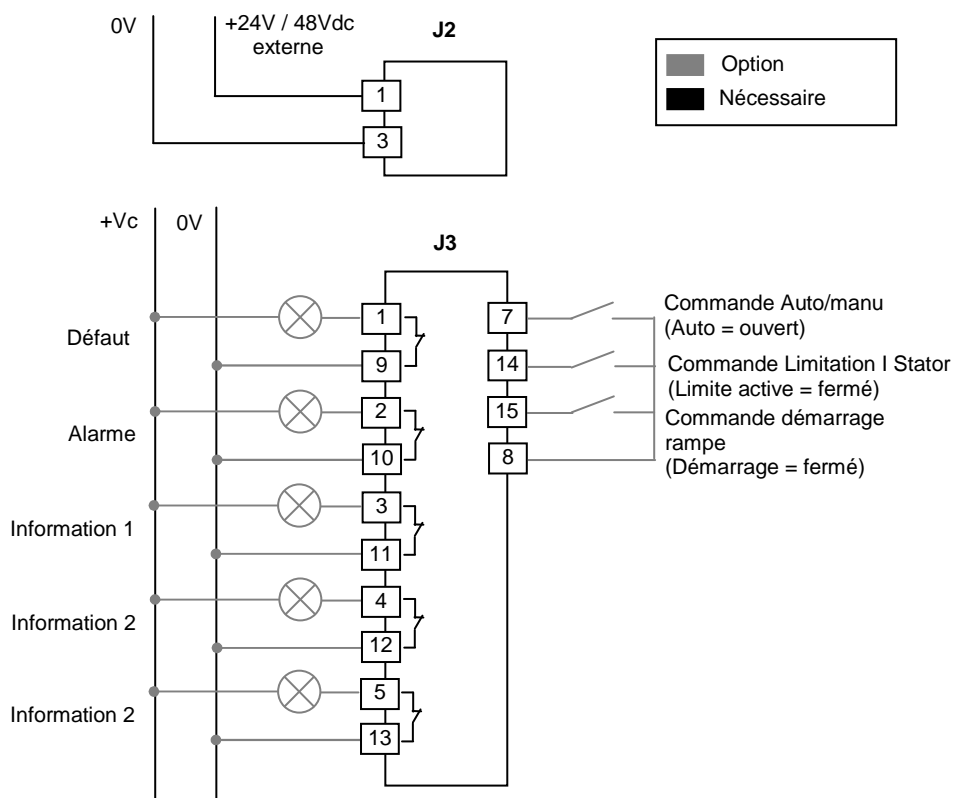 0V
+24V / 48Vdc
externe
J2
1
3
Option
Nécessaire
+Vc
0V
J3
Défaut
1
9
Alarme
2
10
Information 1
3
11
Information 2
4
12
Information 2
5
13
7
14
15
8
Commande Auto/manu
(Auto = ouvert)
Commande Limitation I Stator
(Limite active = fermé)
Commande démarrage
rampe
(Démarrage = fermé)